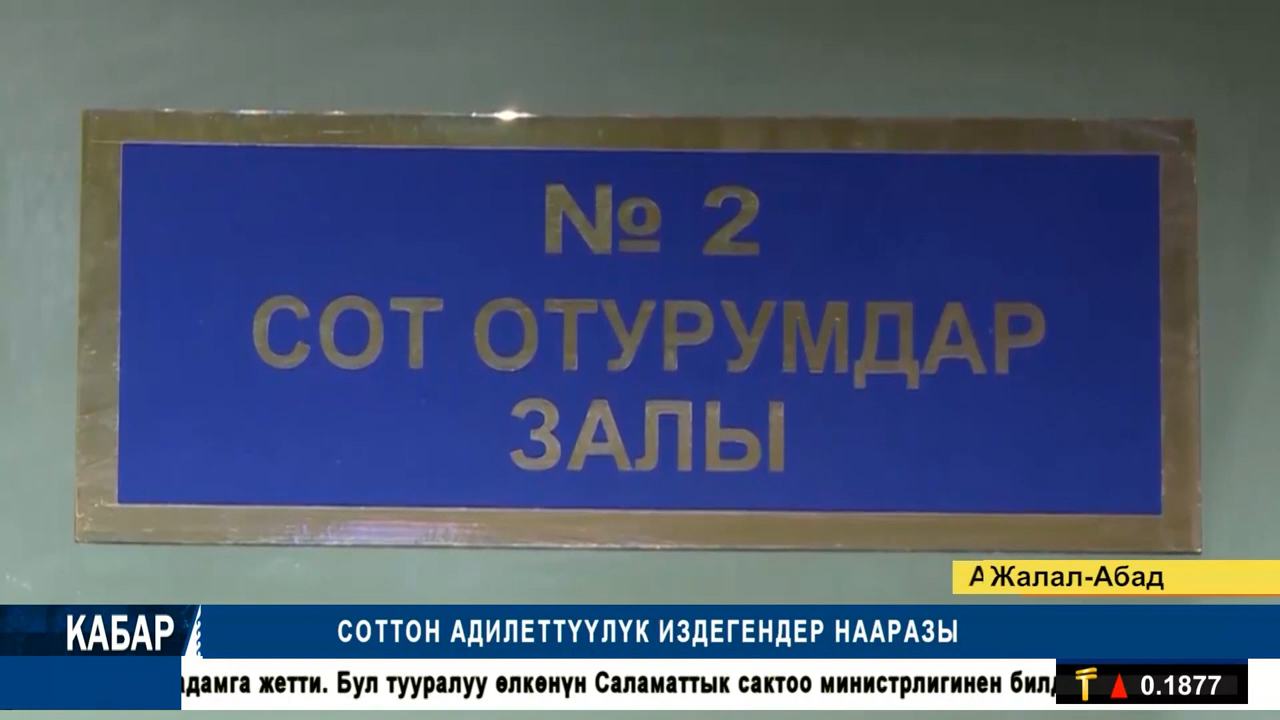 № 2
СОТ ОТУРУМДАР
ЗАЛЫ
Жалал-Абад
КАБАР
СОТТОН АДИЛЕТТҮҮЛҮК ИЗДЕГЕНДЕР НААРАЗЫ
адамга жетти. Бул тууралуу өлкөнүн Саламаттык сактоо министрлигинен
0.1877